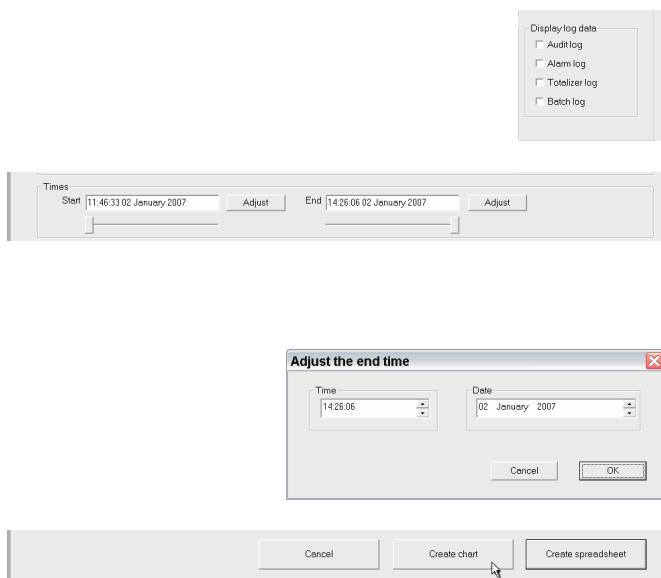 Display log data
Audit log
Alarm log
Totalizer log
Batch log
Times
Start 11:46:33 02 January 2007 Adjust End 14:26:06 02 January 2007 Adjust
Adjust the end time
Time Date
14:26:06 02 January 2007
Cancel OK
Cancel Create chart Create spreadsheet